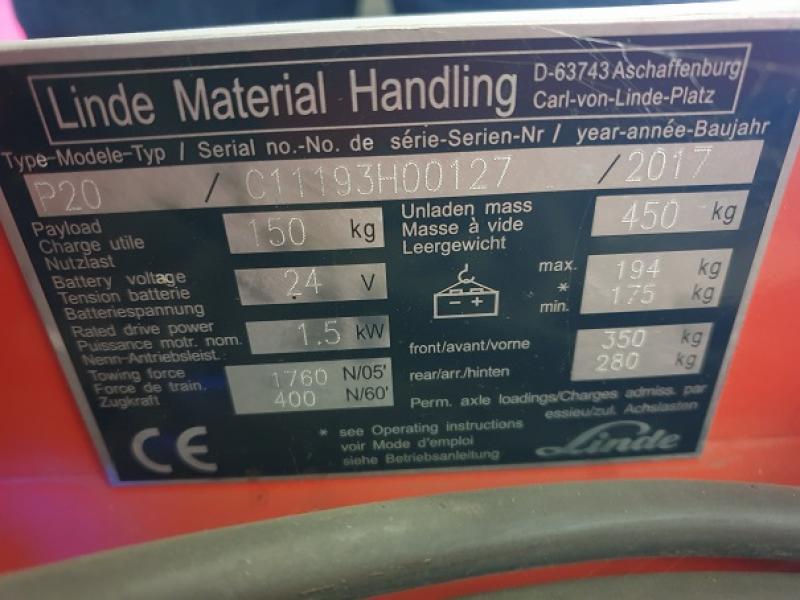 Linde Material Handling
D-63743 Aschaffenburg
Carl-von-Linde-Platz
Type-Modele-Typ / Serial no.-No. de série-Serien-Nr / year-année-Baujahr
P20 / C11193H00127 / 2017
Payload
Charge utile
Nutzlast
150 kg
Unladen mass
Masse à vide
Leergewicht
450 kg
Battery voltage
Tension batterie
Batteriespannung
24 V
max. 194 kg
*
min. 175 kg
Rated drive power
Puissance motr. nom.
Nenn-Antriebsleist.
1.5 kW
front/avant/vorne 350 kg
rear/arr./hinten 280 kg
Towing force
Force de train.
Zugkraft
1760 N/05'
400 N/60'
Perm. axle loadings/Charges admiss. par
essieu/zul. Achslasten
CE
* see Operating instructions
voir Mode d'emploi
siehe Betriebsanleitung
Linde